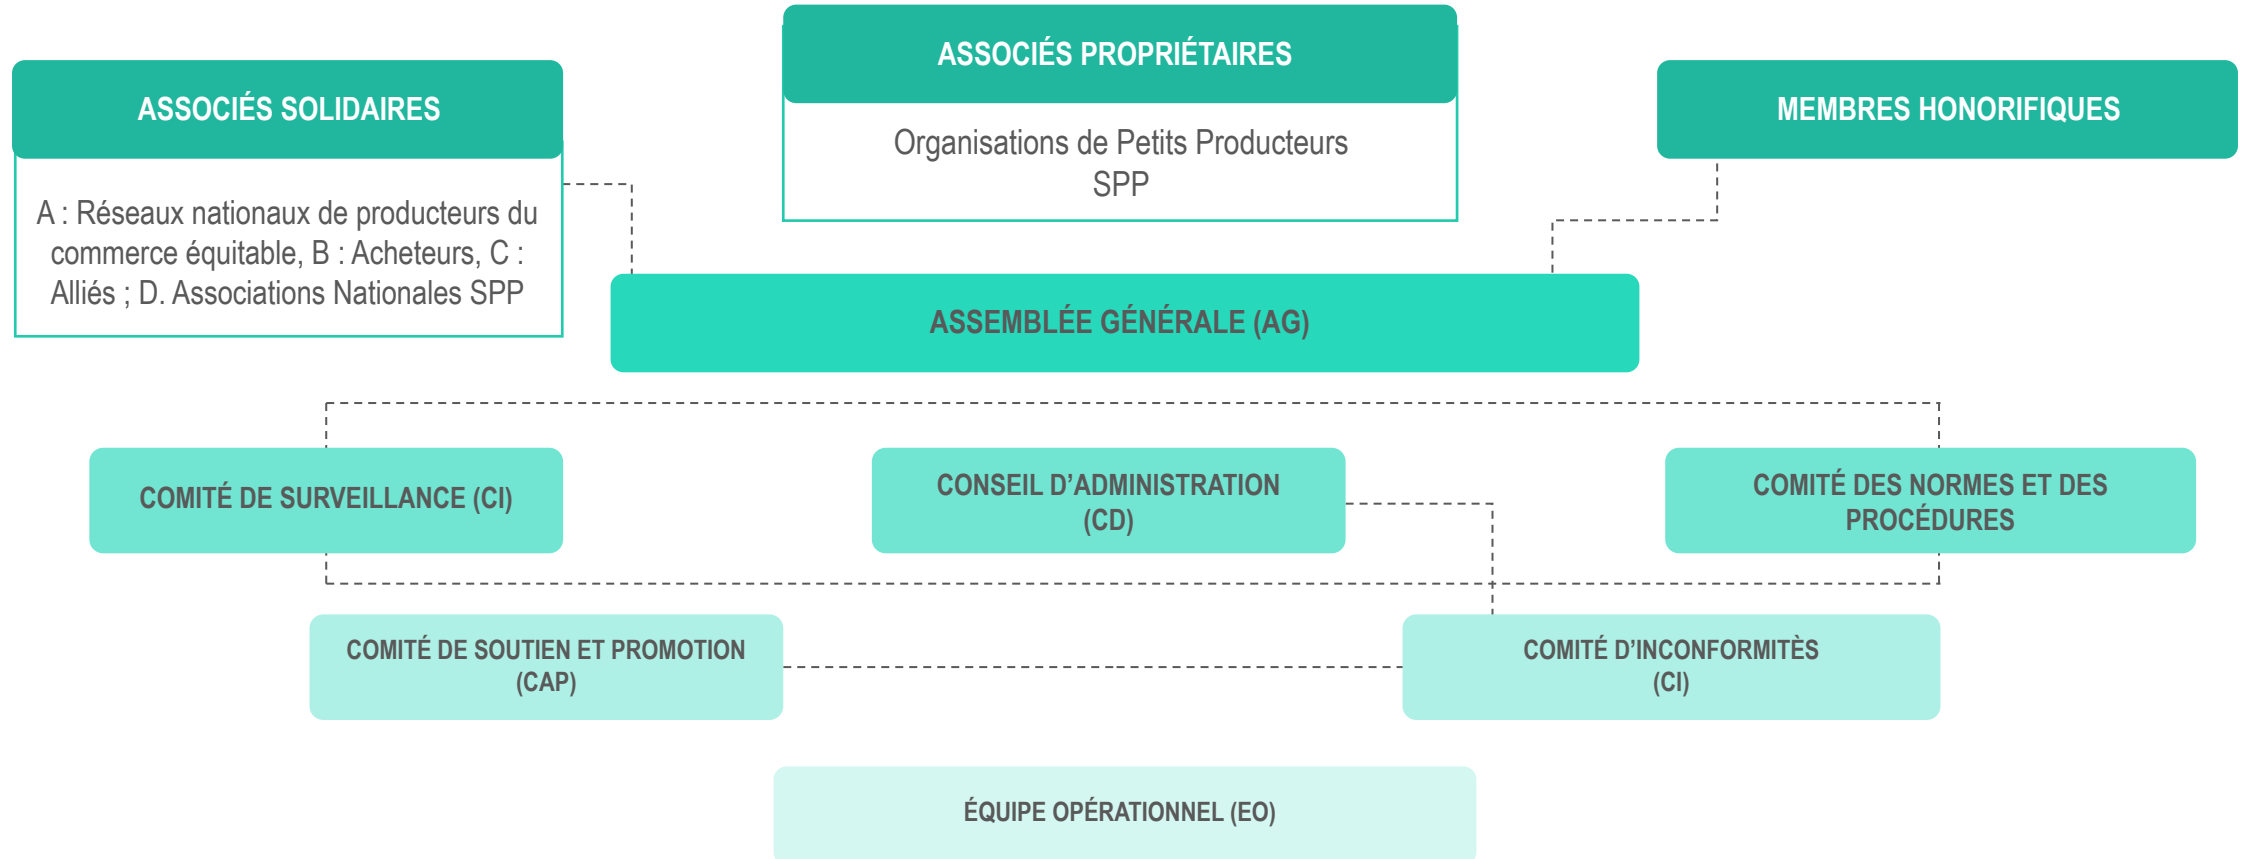 ASSOCIÉS PROPRIÉTAIRES
Organisations de Petits Producteurs
SPP
ASSOCIÉS SOLIDAIRES
A : Réseaux nationaux de producteurs du
commerce équitable, B : Acheteurs, C :
Alliés ; D. Associations Nationales SPP
MEMBRES HONORIFIQUES
ASSEMBLÉE GÉNÉRALE (AG)
COMITÉ DE SURVEILLANCE (CI)
CONSEIL D’ADMINISTRATION
(CD)
COMITÉ DES NORMES ET DES
PROCÉDURES
COMITÉ DE SOUTIEN ET PROMOTION
(CAP)
COMITÉ D’INCONFORMITÈS
(CI)
ÉQUIPE OPÉRATIONNEL (EO)